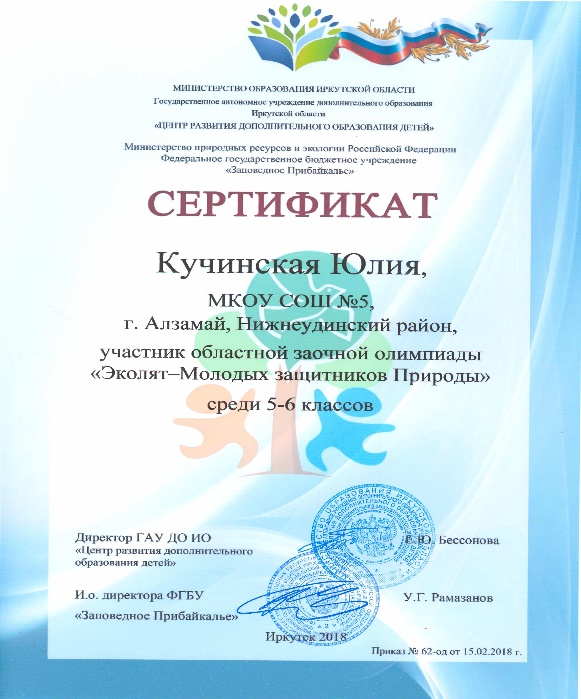 МИНИСТЕРСТВО ОБРАЗОВАНИЯ ИРКУТСКОЙ ОБЛАСТИ
Государственное автономное учреждение дополнительного образования
Иркутской области
«ЦЕНТР РАЗВИТИЯ ДОПОЛНИТЕЛЬНОГО ОБРАЗОВАНИЯ ДЕТЕЙ»
Министерство природных ресурсов и экологии Российской Федерации
Федеральное государственное бюджетное учреждение
«Заповедное Прибайкалье»
СЕРТИФИКАТ
Кучинская Юлия,
МКОУ СОШ №5,
г. Алзамай, Нижнеудинский район,
участник областной заочной олимпиады
«Эколят–Молодых защитников Природы»
среди 5-6 классов
Директор ГАУ ДО ИО
«Центр развития дополнительного
образования детей»
Бессонова
И.о. директора ФГБУ
«Заповедное Прибайкалье»
У.Г. Рамазанов
Иркутск 2018
Приказ № 62-од от 15.02.2018 г.